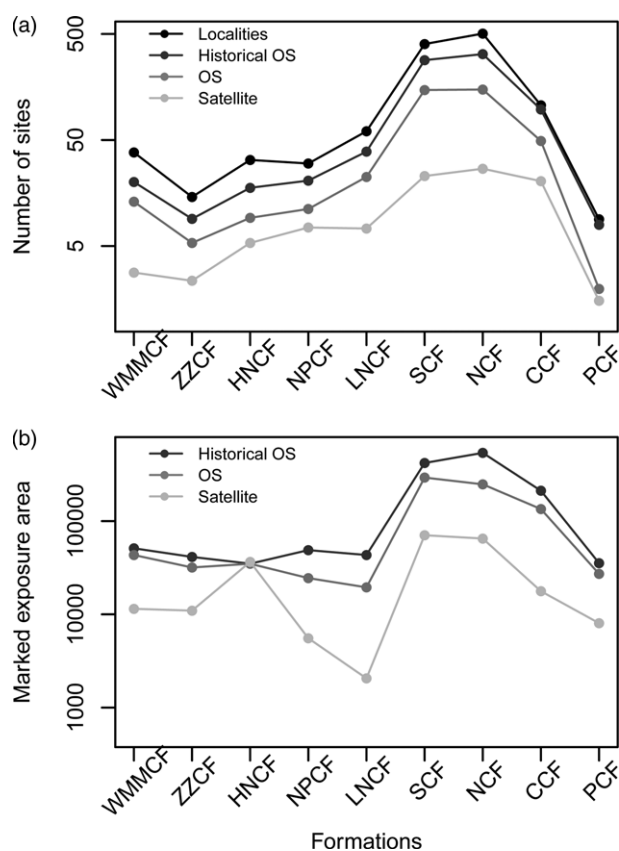 (a)
Number of sites
500
50
5
Localities
Historical OS
OS
Satellite
WMMCF ZZCF HNCF NPCF LNCF SCF NCF CCF PCF
(b)
Marked exposure area
100000
10000
1000
Historical OS
OS
Satellite
WMMCF ZZCF HNCF NPCF LNCF SCF NCF CCF PCF
Formations